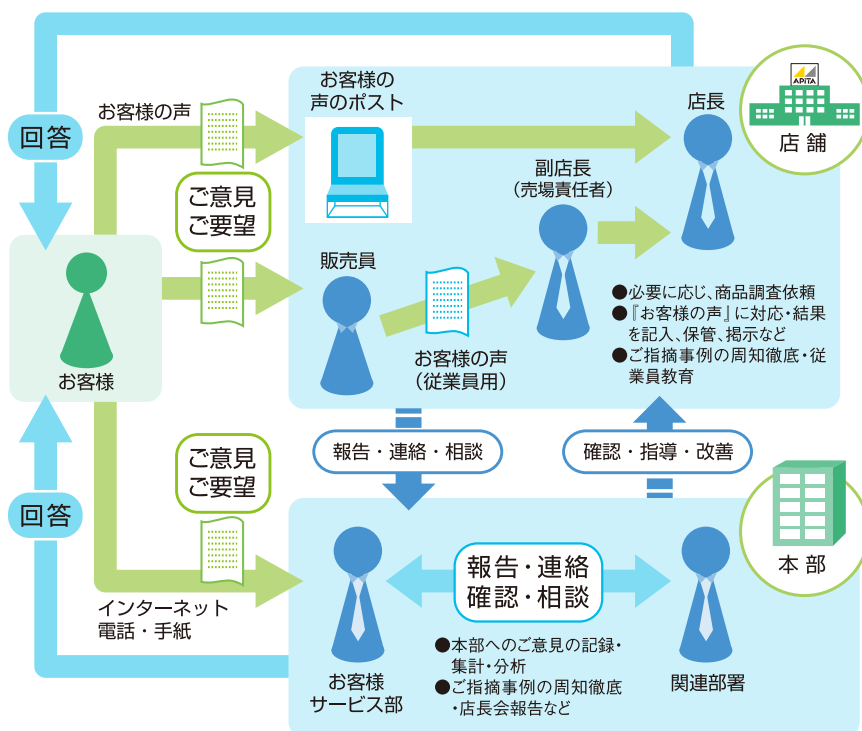 お客様の声
回答
ご意見
ご要望
お客様の
声のポスト
店長
APiTA
店舗
副店長
(売場責任者)
販売員
お客様の声
(従業員用)
●必要に応じ、商品調査依頼
●『お客様の声』に対応・結果
を記入、保管、掲示など
●ご指摘事例の周知徹底・従
業員教育
お客様
報告・連絡・相談
確認・指導・改善
ご意見
ご要望
回答
インターネット
電話・手紙
報告・連絡
確認・相談
本部
●本部へのご意見の記録・
集計・分析
●ご指摘事例の周知徹底
・店長会報告など
お客様
サービス部
関連部署